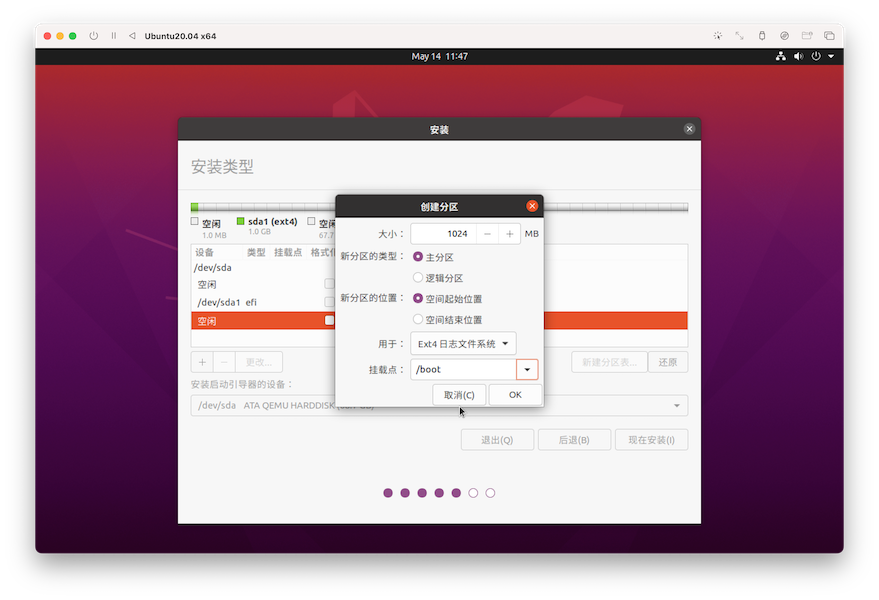 Ubuntu20.04 x64
May 14 11:47
安装
安装类型
空闲
1.0 MB
sda1 (ext4)
1.0 GB
空闲
67.7
创建分区
大小：
1024
MB
新分区的类型：
主分区
逻辑分区
新分区的位置：
空间起始位置
空间结束位置
用于：
Ext4 日志文件系统
挂载点：
/boot
取消(C)
OK
设备
类型
挂载点
/dev/sda
空闲
/dev/sda1 efi
空闲
更改...
新建分区表...
还原
安装启动引导器的设备：
/dev/sda ATA QEMU HARDDISK
退出(Q)
后退(B)
现在安装(I)